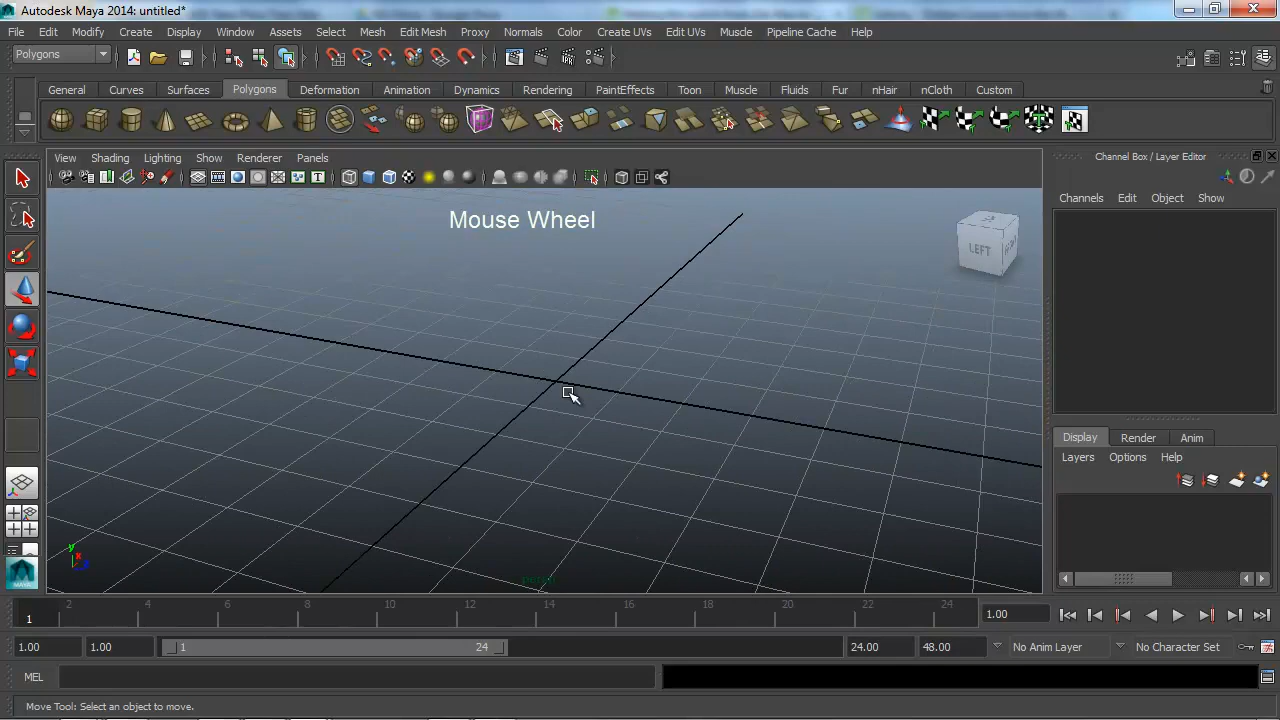 Autodesk Maya 2014: untitled*
File Edit Modify Create Display Window Assets Select Mesh Edit Mesh Proxy Normals Color Create UVs Edit UVs Muscle Pipeline Cache Help
Polygons
General Curves Surfaces Polygons Deformation Animation Dynamics Rendering PaintEffects Toon Muscle Fluids Fur nHair nCloth Custom
View Shading Lighting Show Renderer Panels
Channel Box / Layer Editor
Channels Edit Object Show
Mouse Wheel
LEFT
Display Render Anim
Layers Options Help
y
x
persp
2 4 6 8 10 12 14 16 18 20 22 24
1
1.00
1.00 1.00 1 24 24.00 48.00 No Anim Layer No Character Set
MEL
MAYA
Move Tool: Select an object to move.